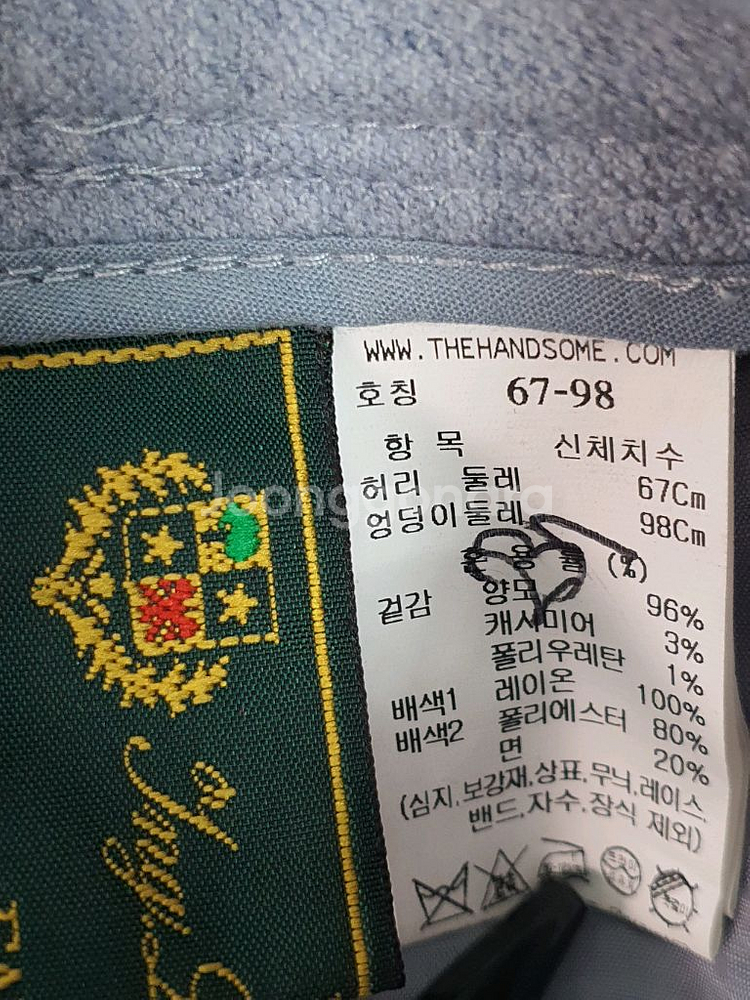 WWW.THEHANDSOME.COM
호칭 67-98
항 목 신체치수
허리 둘레 67Cm
엉덩이둘레 98Cm
혼 용 률 (%)
겉감 양모 96%
캐시미어 3%
폴리우레탄 1%
배색1 레이온 100%
배색2 폴리에스터 80%
면 20%
(심지.보강재.상표.무늬.레이스.
밴드.자수.장식 제외)
Joonggonara